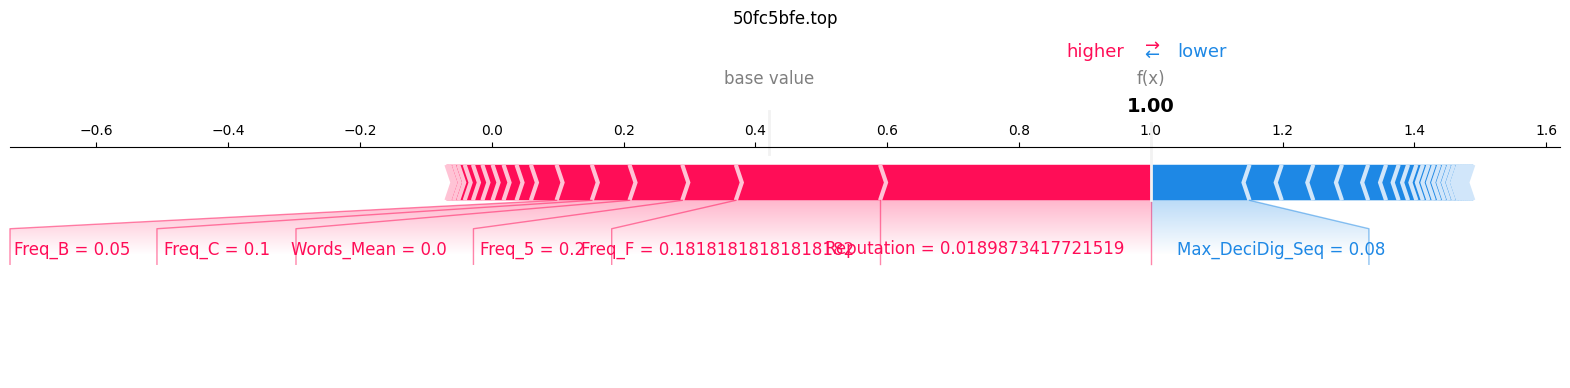 50fc5bfe.top
higher ⇄ lower
base value f(x)
1.00
−0.6 −0.4 −0.2 0.0 0.2 0.4 0.6 0.8 1.0 1.2 1.4 1.6
Freq_B = 0.05 Freq_C = 0.1 Words_Mean = 0.0 Freq_5 = 0.2 Freq_F = 0.18181818181818182 Reputation = 0.0189873417721519 Max_DeciDig_Seq = 0.08